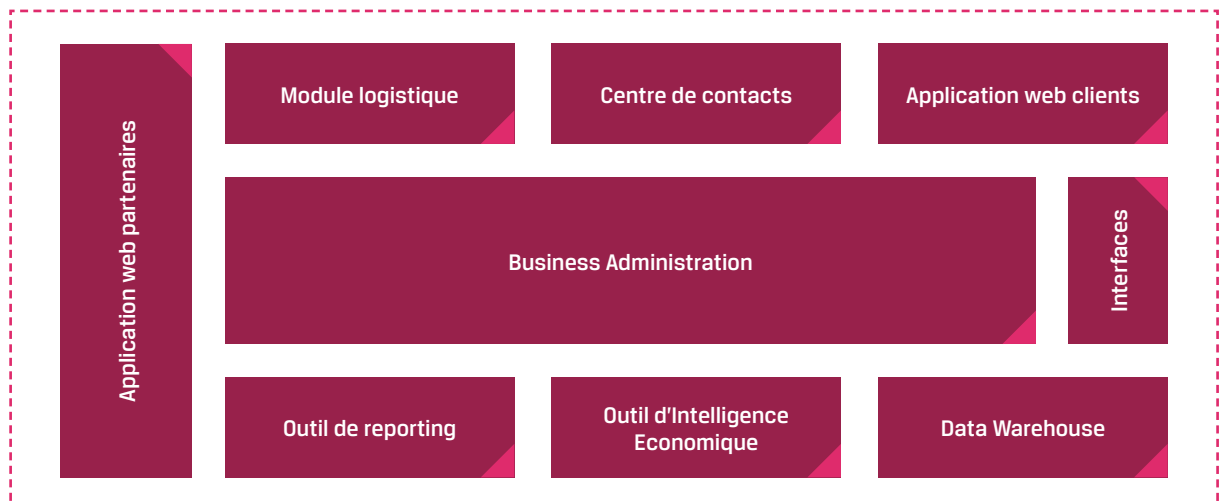 Application web partenaires
Module logistique
Centre de contacts
Application web clients
Business Administration
Interfaces
Outil de reporting
Outil d'Intelligence
Economique
Data Warehouse